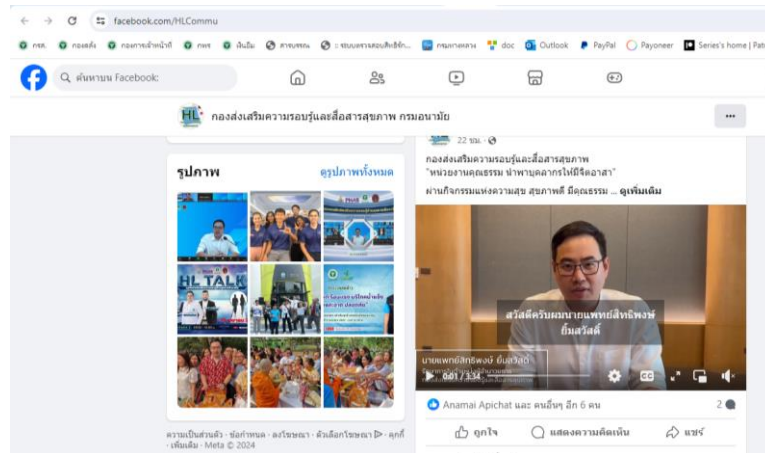 facebook.com/HLCommu
กรอ. กองคลัง กองการเจ้าหน้าที่ กพร เงินยืม สารบรรณ doc Outlook PayPal Payoneer Series's home | Pat
ค้นหาบน Facebook
HL กองส่งเสริมความรอบรู้และสื่อสารสุขภาพ กรมอนามัย
22 ชม.
กองส่งเสริมความรอบรู้และสื่อสารสุขภาพ
"หน่วยงานคุณธรรม นำพาบุคลากรให้มีจิตอาสา"
ผ่านกิจกรรมแห่งความสุข สุขภาพดี มีคุณธรรม ... ดูเพิ่มเติม
รูปภาพ
ดูรูปภาพทั้งหมด
HL TALK
สวัสดีครับผมนายแพทย์สิทธิพงษ์
ยิ้มสวัสดิ์
นายแพทย์สิทธิพงษ์ ยิ้มสวัสดิ์
0:01 / 3:34
CC
Anamai Apichat และ คนอื่นๆ อีก 6 คน
2
ถูกใจ
แสดงความคิดเห็น
แชร์
ความเป็นส่วนตัว · ข้อกำหนด · ลงโฆษณา · ตัวเลือกโฆษณา · คุกกี้
· เพิ่มเติม · Meta © 2024